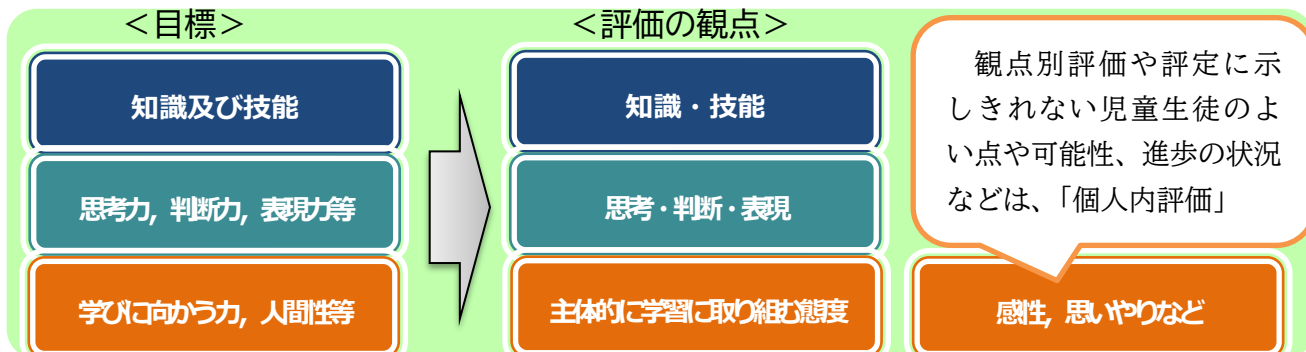 ＜目標＞
知識及び技能
思考力，判断力，表現力等
学びに向かう力，人間性等
＜評価の観点＞
知識・技能
思考・判断・表現
主体的に学習に取り組む態度
観点別評価や評定に示
しきれない児童生徒のよ
い点や可能性、進歩の状況
などは、「個人内評価」
感性，思いやりなど